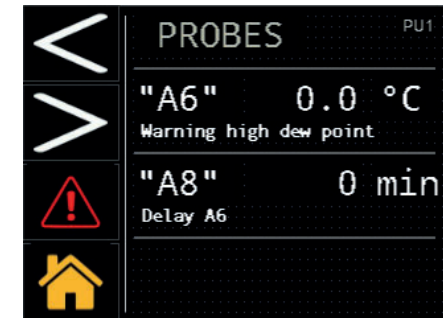 PROBES PU1
"A6" 0.0 °C
Warning high dew point
"A8" 0 min
Delay A6